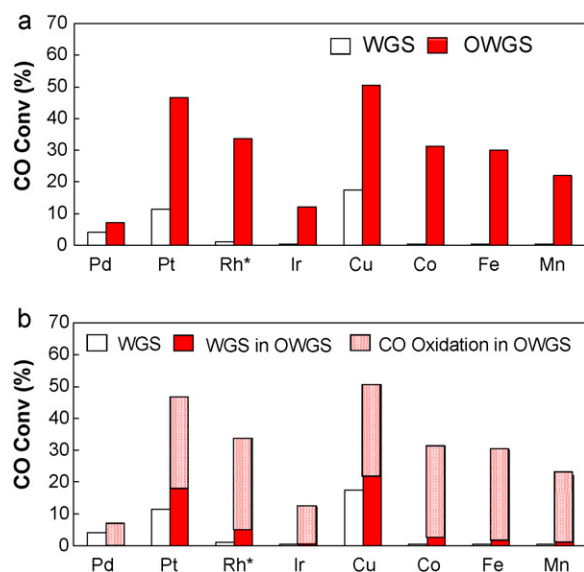 a
WGS OWGS
CO Conv (%)
70
60
50
40
30
20
10
0
Pd Pt Rh* Ir Cu Co Fe Mn
b
WGS WGS in OWGS CO Oxidation in OWGS
CO Conv (%)
70
60
50
40
30
20
10
0
Pd Pt Rh* Ir Cu Co Fe Mn